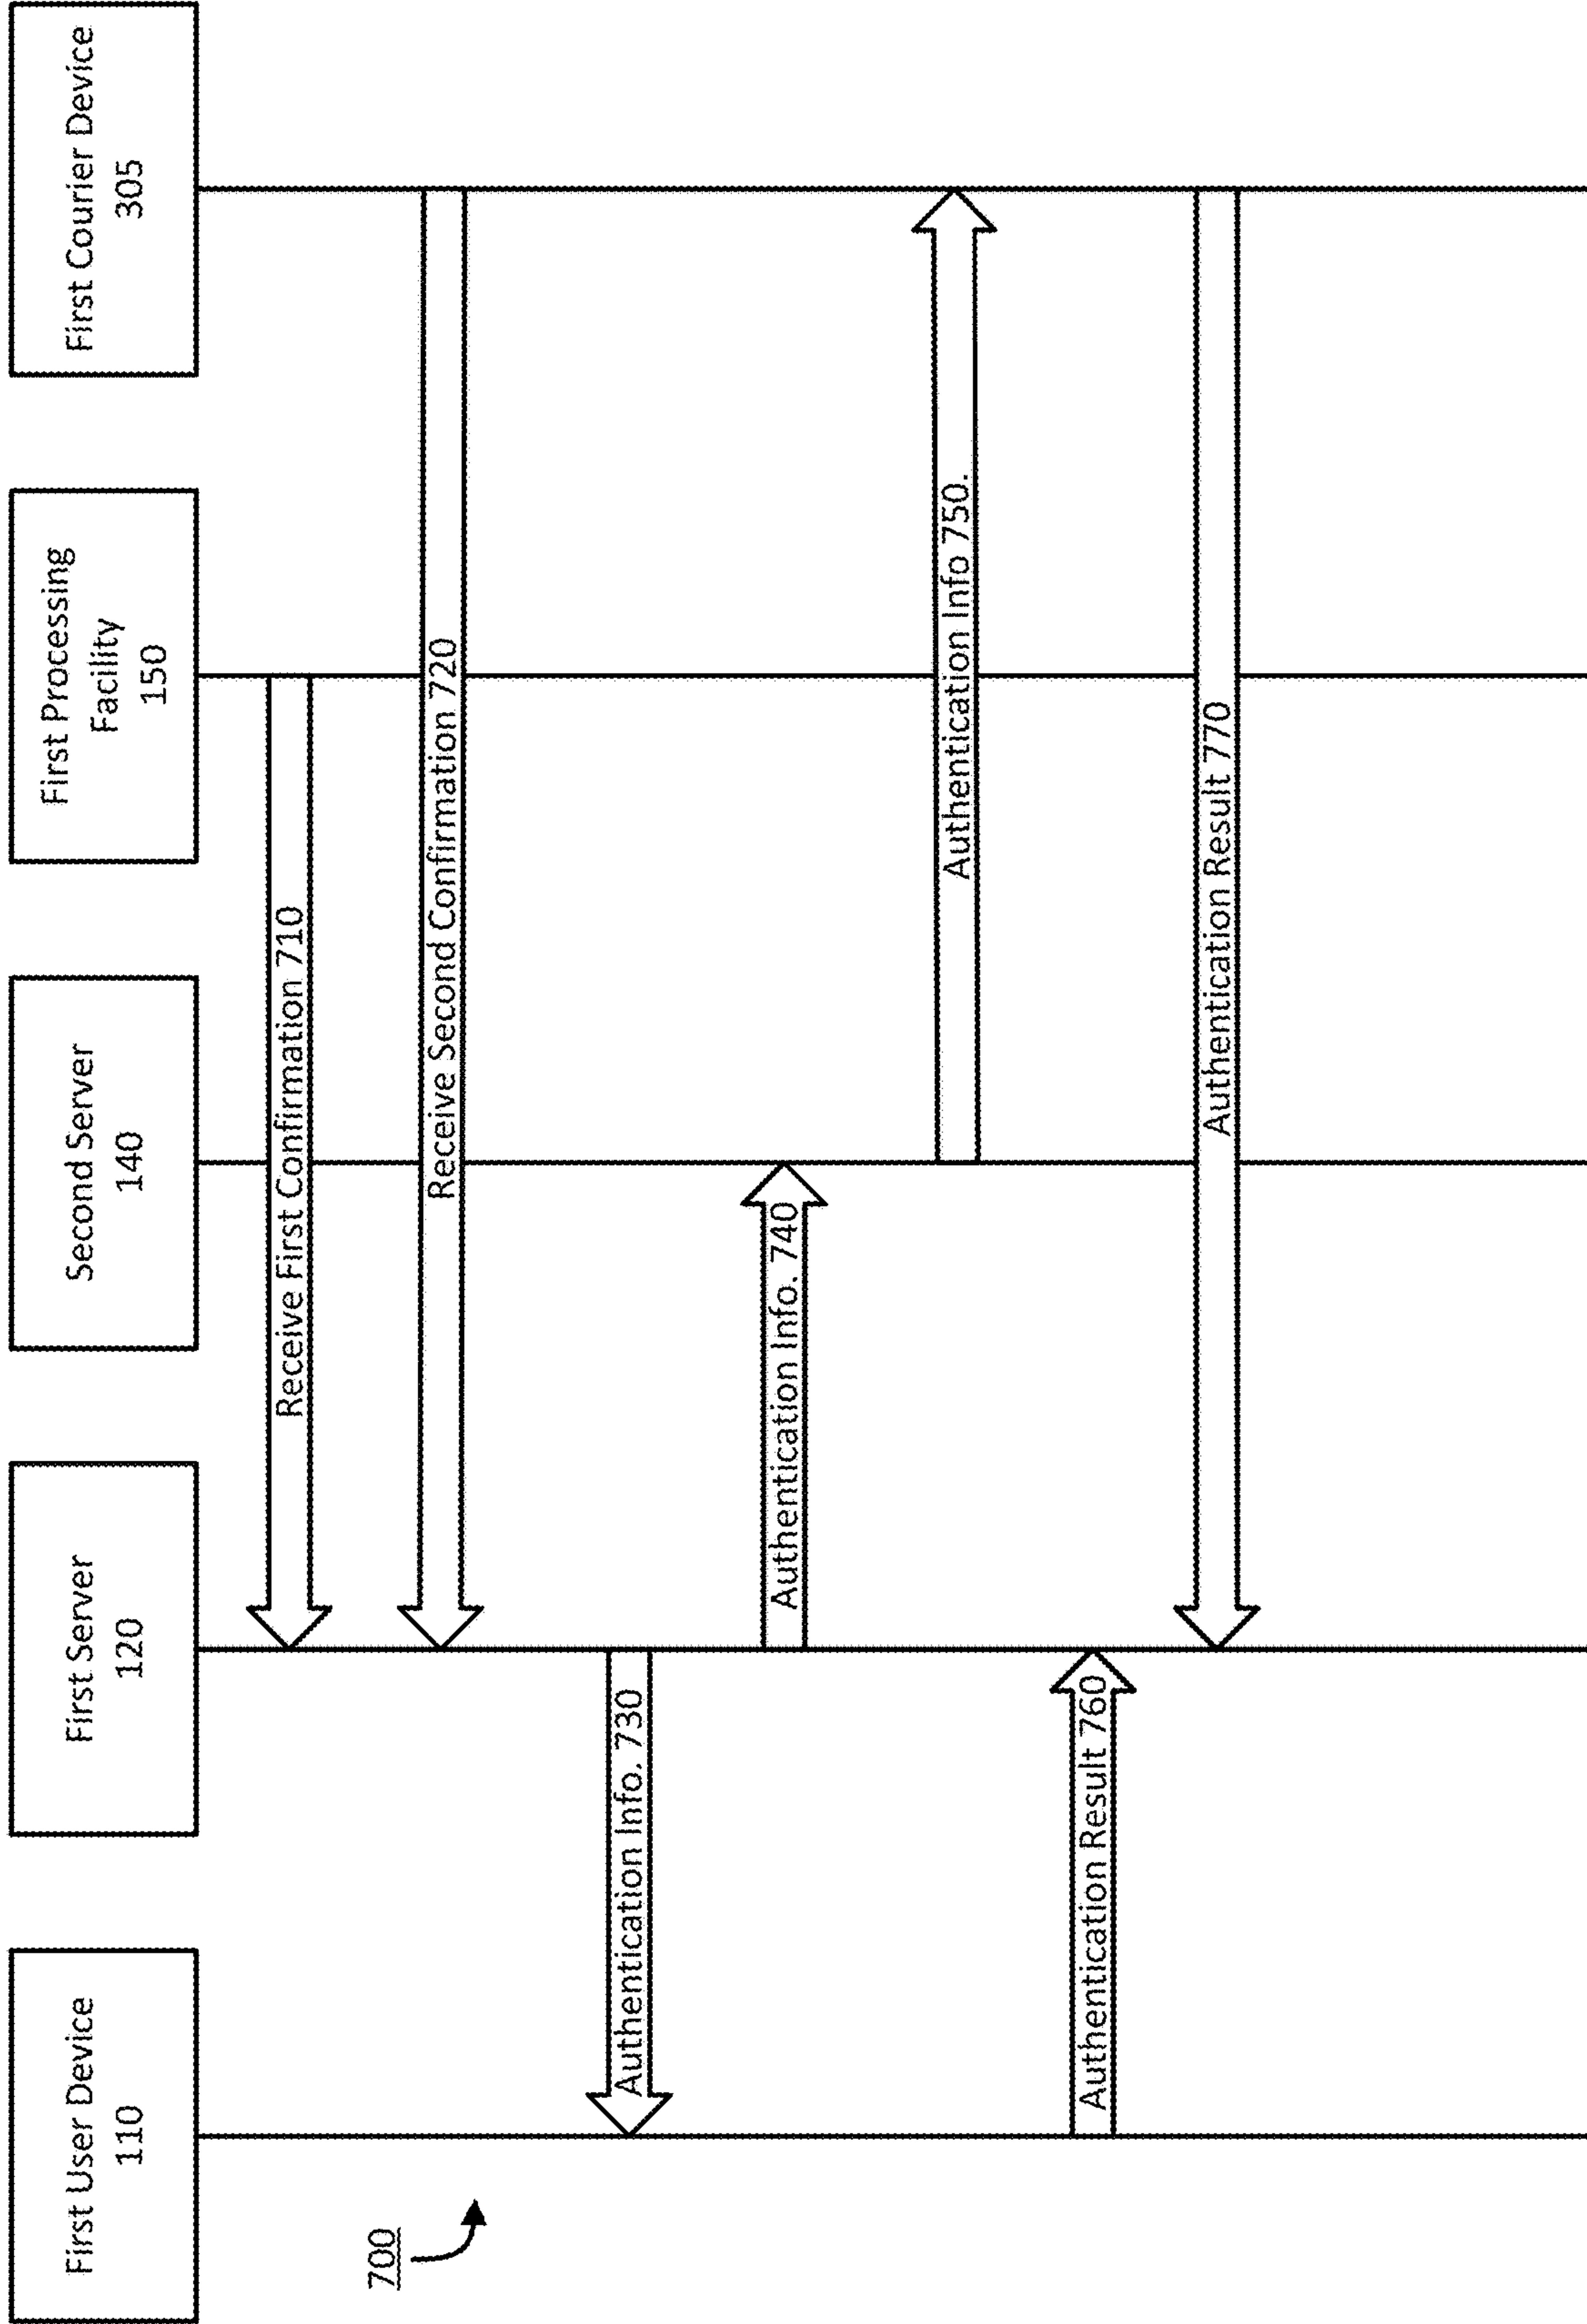 First User Device
110
First Server
120
Second Server
140
First Processing
Facility
150
First Courier Device
305
700
Receive First Confirmation 710
Receive Second Confirmation 720
Authentication Info. 730
Authentication Info. 740
Authentication Info 750.
Authentication Result 760
Authentication Result 770